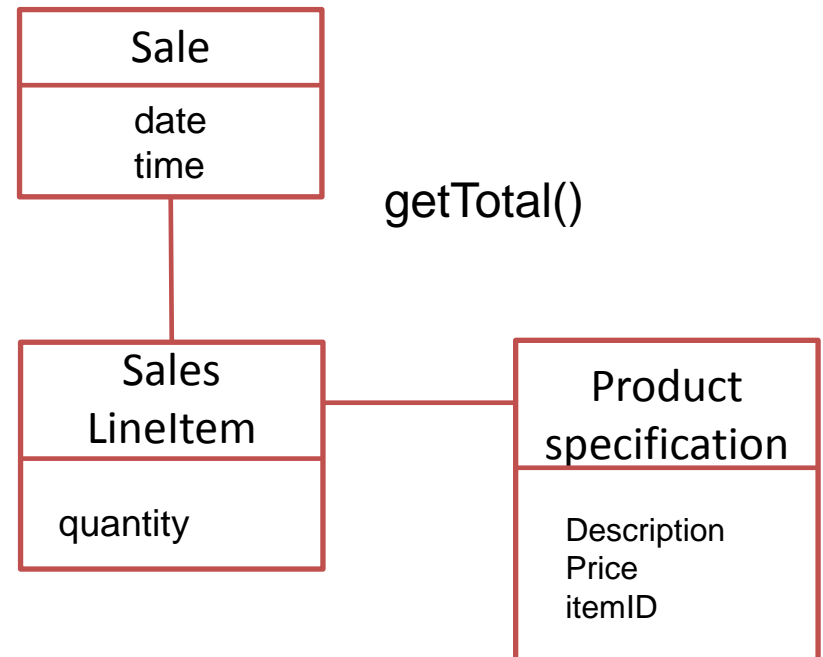 Sale
date
time
getTotal()
Sales
LineItem
quantity
Product
specification
Description
Price
itemID